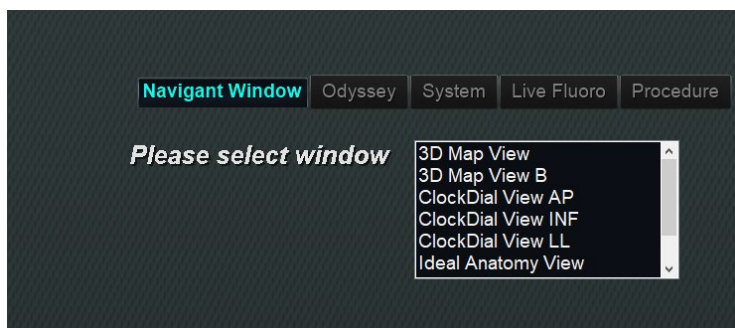 Navigant Window Odyssey System Live Fluoro Procedure
Please select window
3D Map View
3D Map View B
ClockDial View AP
ClockDial View INF
ClockDial View LL
Ideal Anatomy View